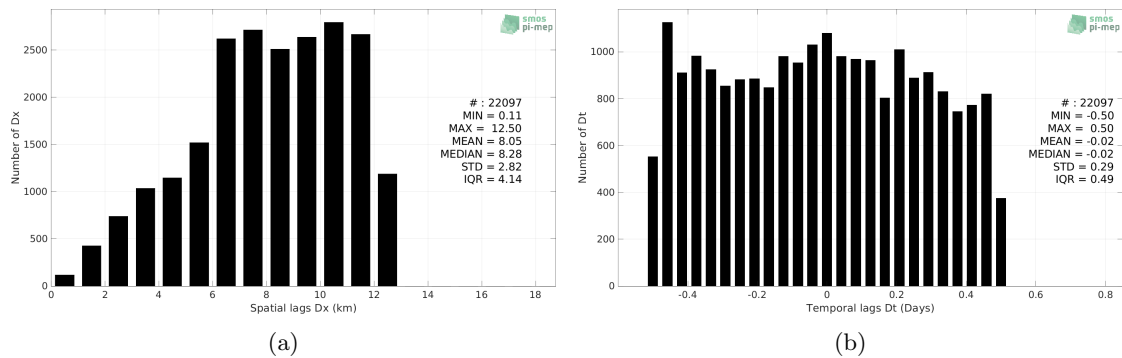 smos
pi-mep
Number of Dx
2500
2000
1500
1000
500
0
# : 22097
MIN = 0.11
MAX = 12.50
MEAN = 8.05
MEDIAN = 8.28
STD = 2.82
IQR = 4.14
0 2 4 6 8 10 12 14 16 18
Spatial lags Dx (km)
(a)
smos
pi-mep
Number of Dt
1000
800
600
400
200
0
# : 22097
MIN = -0.50
MAX = 0.50
MEAN = -0.02
MEDIAN = -0.02
STD = 0.29
IQR = 0.49
-0.4 -0.2 0 0.2 0.4 0.6 0.8
Temporal lags Dt (Days)
(b)